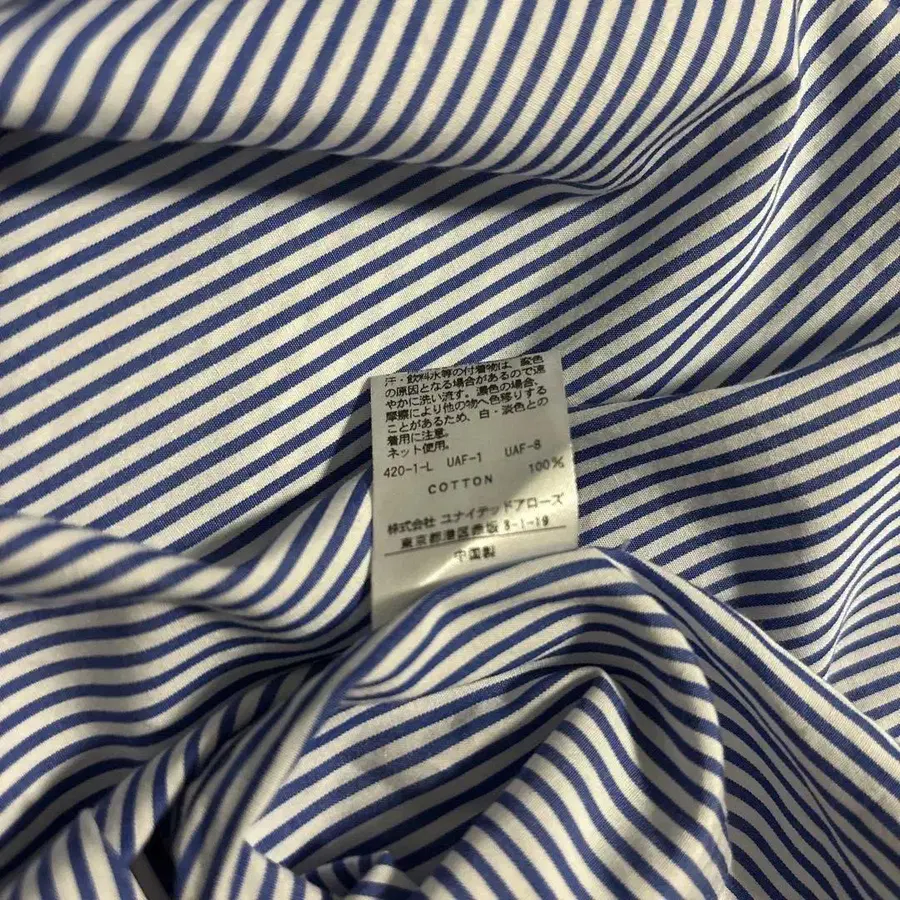 汗・飲料水等の付着物は、変色
の原因となる場合があるので速
やかに洗い流す。濃色の場合、
摩擦により他の物へ色移りする
ことがあるため、白・淡色との
着用に注意。
ネット使用。
420-1-L UAF-1 UAF-8
COTTON 100%
株式会社 ユナイテッドアローズ
東京都港区赤坂 8-1-19
中国製